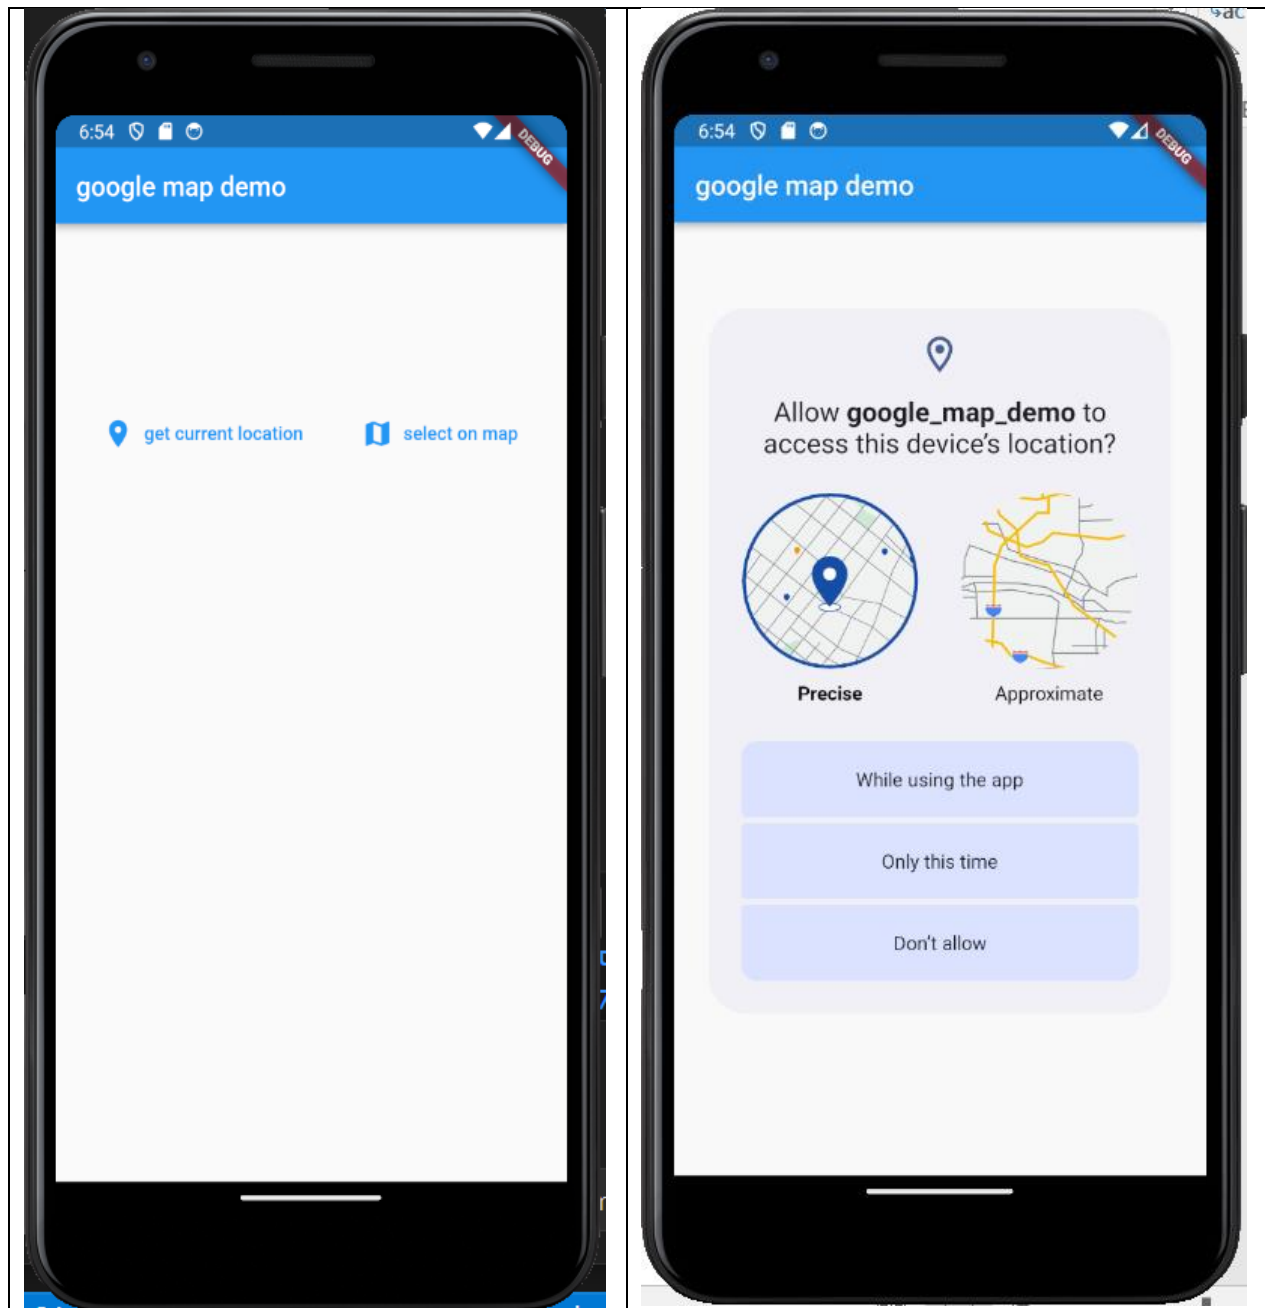 6:54
DEBUG
google map demo
get current location
select on map
6:54
DEBUG
google map demo
Allow google_map_demo to
access this device's location?
Precise
Approximate
While using the app
Only this time
Don't allow